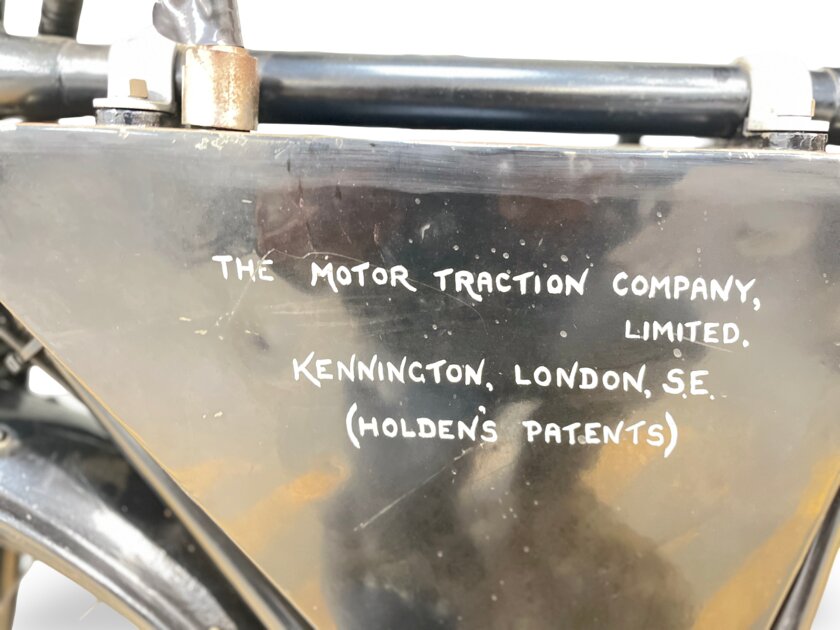 THE MOTOR TRACTION COMPANY,
LIMITED.
KENNINGTON, LONDON, S.E.
(HOLDEN'S PATENTS)